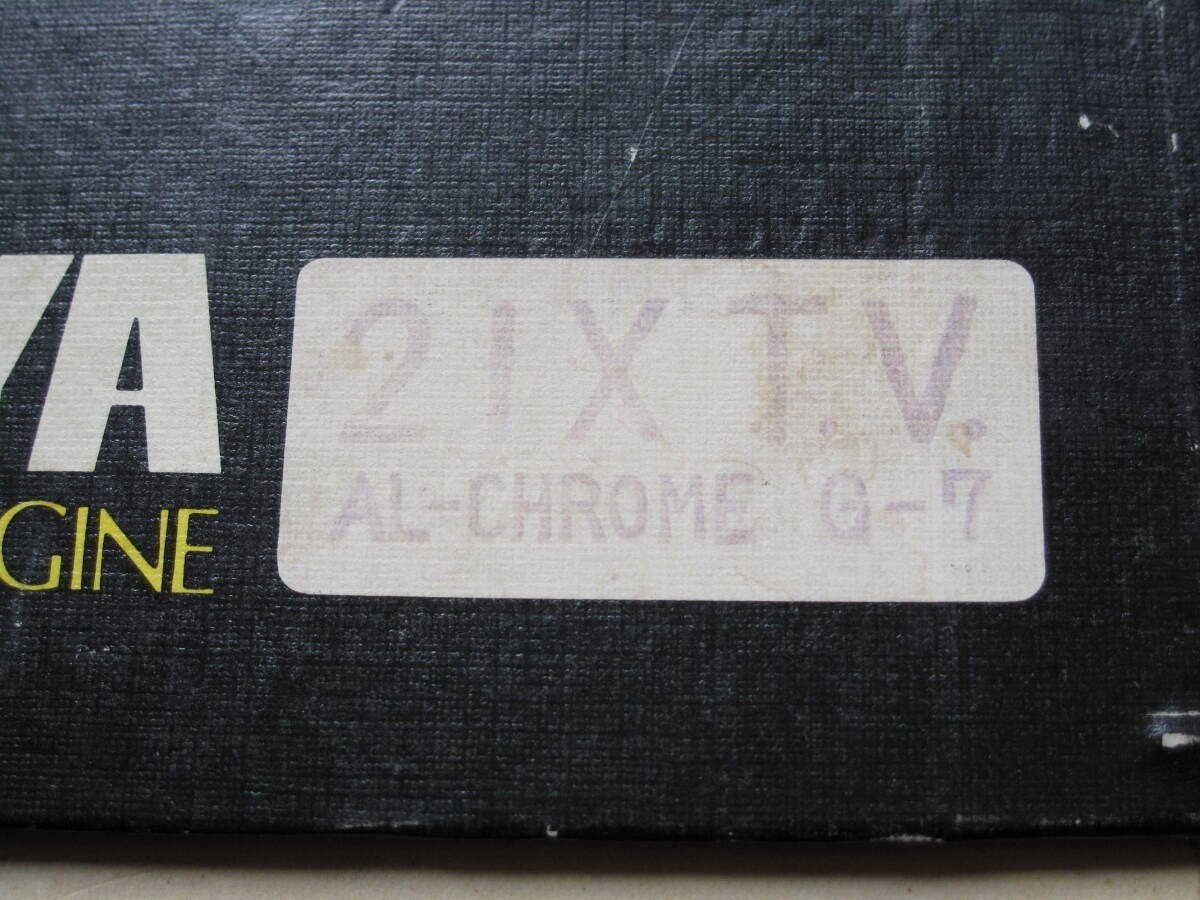 YA
GINE
21X T.V.
AL-CHROME G-7